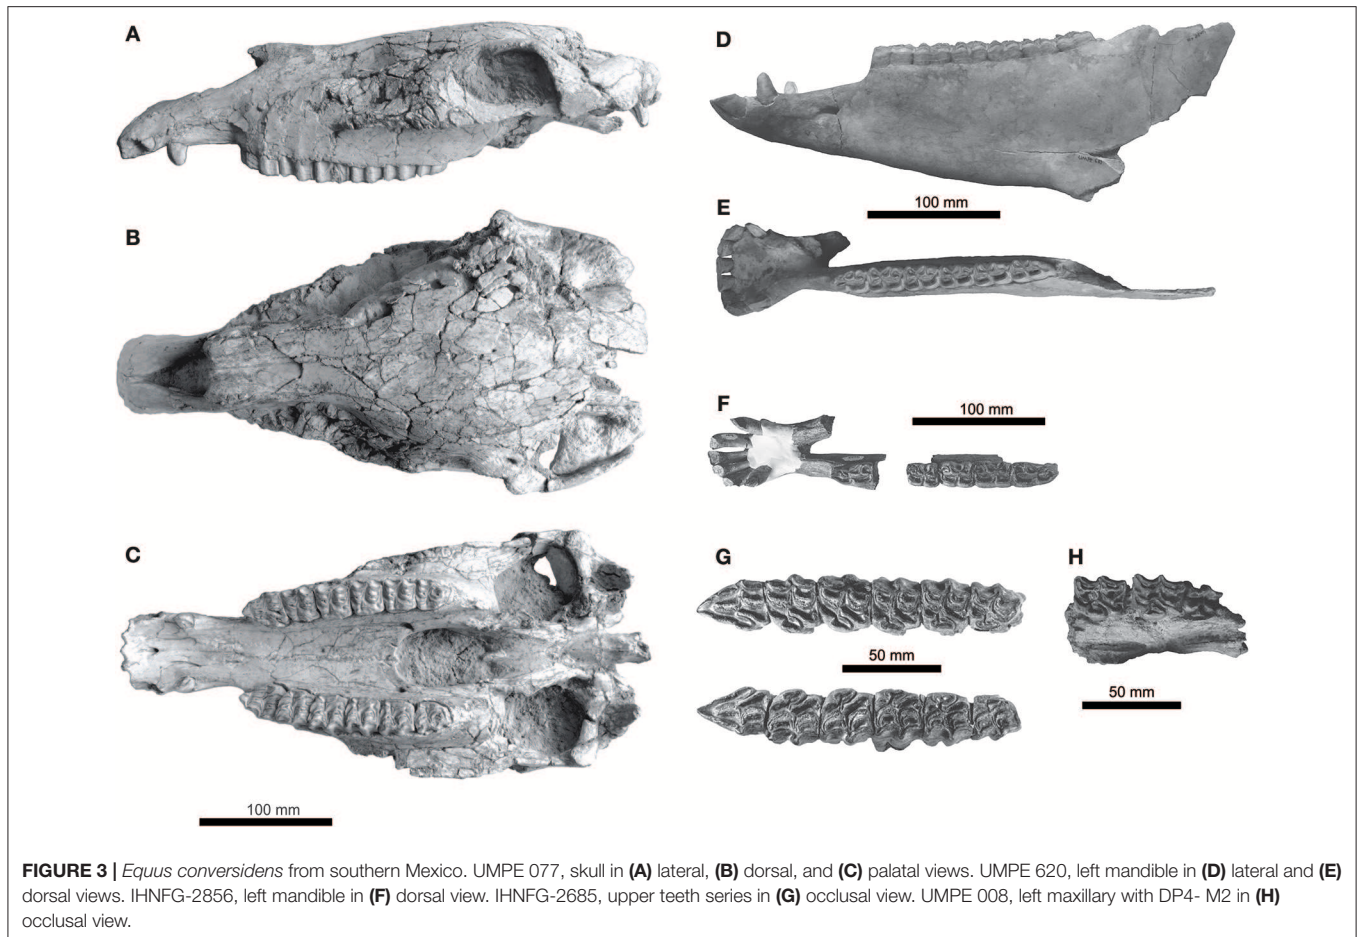 A
D
100 mm
E
B
F
100 mm
C
G
H
50 mm
50 mm
100 mm
FIGURE 3 | Equus conversidens from southern Mexico. UMPE 077, skull in (A) lateral, (B) dorsal, and (C) palatal views. UMPE 620, left mandible in (D) lateral and (E)
dorsal views. IHNFG-2856, left mandible in (F) dorsal view. IHNFG-2685, upper teeth series in (G) occlusal view. UMPE 008, left maxillary with DP4- M2 in (H)
occlusal view.